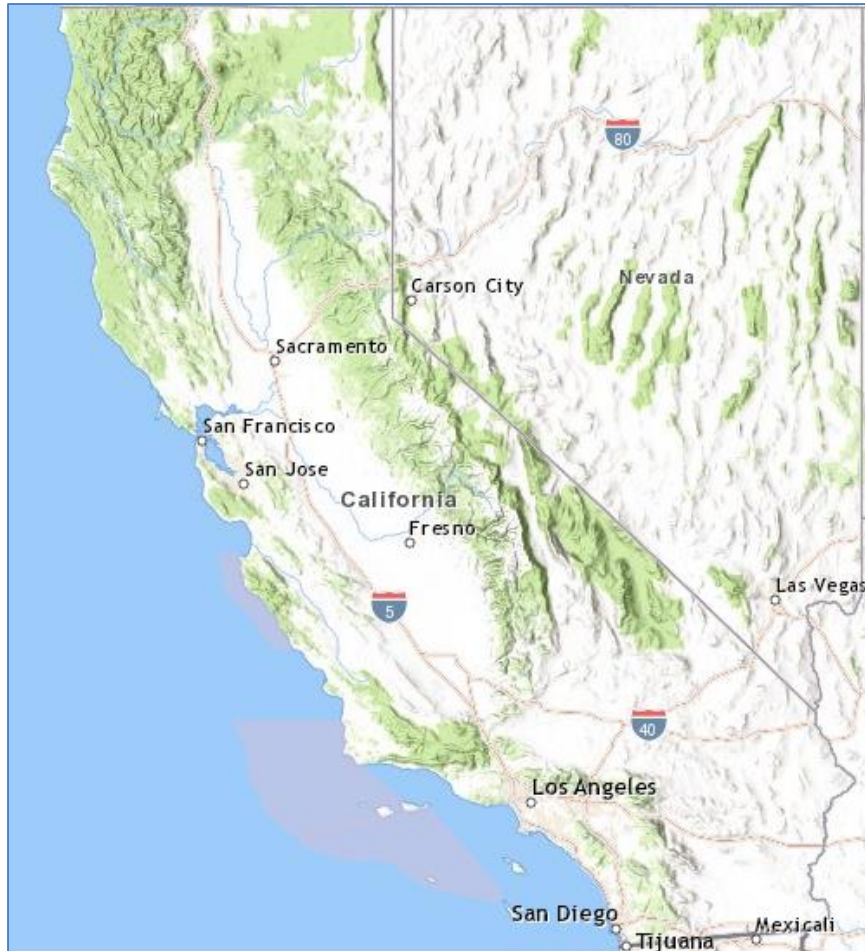 80
Nevada
Carson City
Sacramento
San Francisco
San Jose
California
Fresno
Las Vegas
5
40
Los Angeles
San Diego
Mexicali
Tijuana